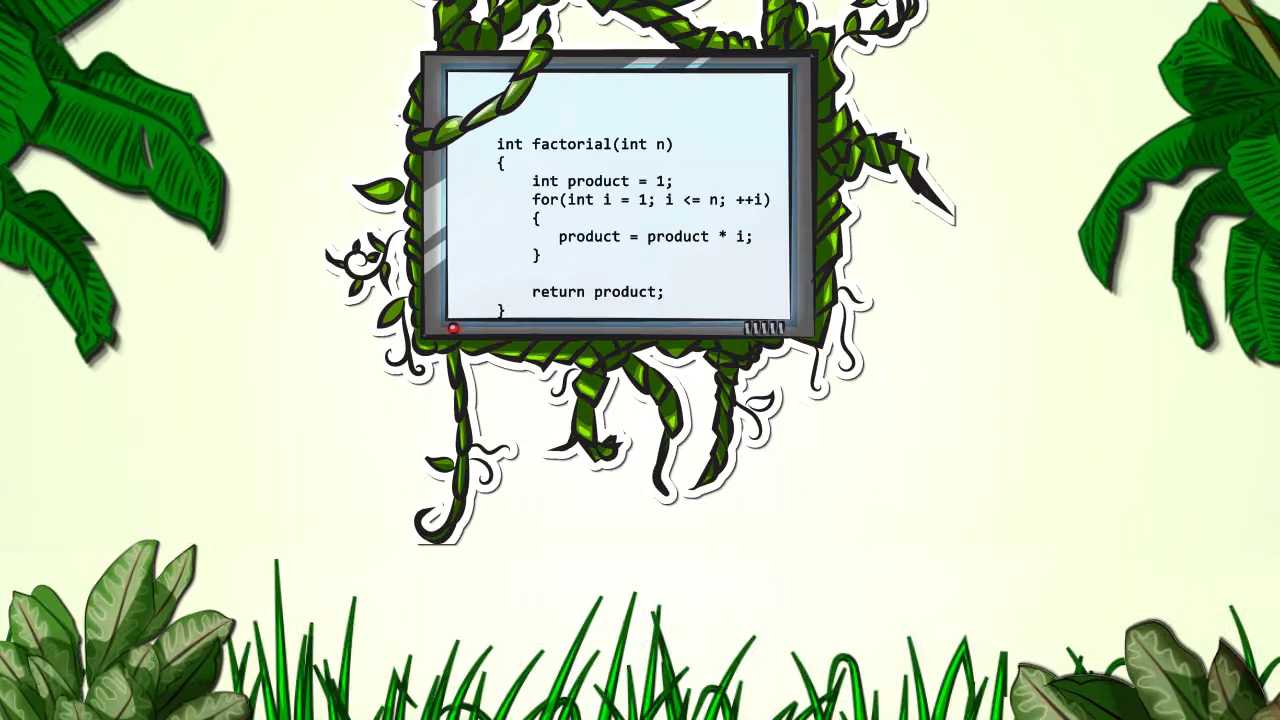 int factorial(int n)
{
    int product = 1;
    for(int i = 1; i <= n; ++i)
    {
       product = product * i;
    }

    return product;
}